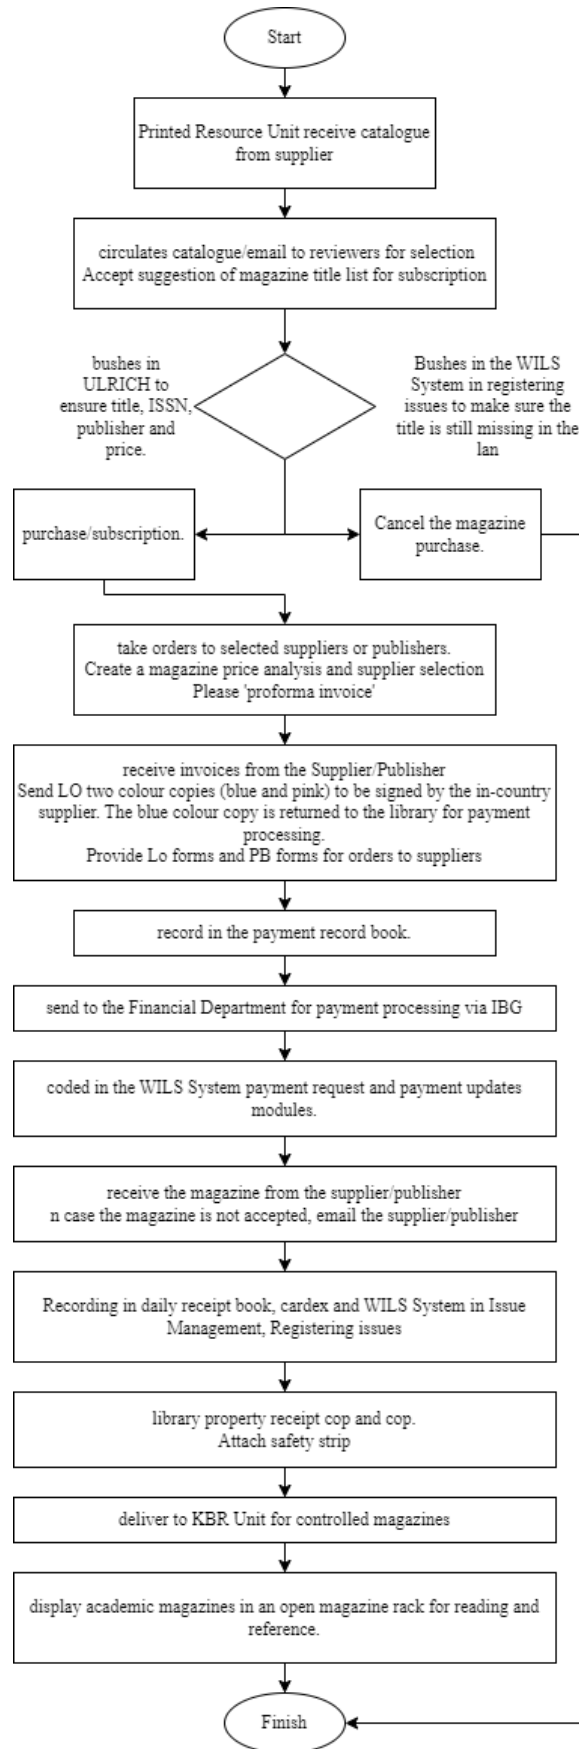 Start
Printed Resource Unit receive catalogue
from supplier
circulates catalogue/email to reviewers for selection
Accept suggestion of magazine title list for subscription
bushes in
ULRICH to
ensure title, ISSN,
publisher and
price.
Bushes in the WILS
System in registering
issues to make sure the
title is still missing in the
lan
purchase/subscription.
Cancel the magazine
purchase.
take orders to selected suppliers or publishers.
Create a magazine price analysis and supplier selection
Please 'proforma invoice'
receive invoices from the Supplier/Publisher
Send LO two colour copies (blue and pink) to be signed by the in-country
supplier. The blue colour copy is returned to the library for payment
processing.
Provide Lo forms and PB forms for orders to suppliers
record in the payment record book.
send to the Financial Department for payment processing via IBG
coded in the WILS System payment request and payment updates
modules.
receive the magazine from the supplier/publisher
n case the magazine is not accepted, email the supplier/publisher
Recording in daily receipt book, cardex and WILS System in Issue
Management, Registering issues
library property receipt cop and cop.
Attach safety strip
deliver to KBR Unit for controlled magazines
display academic magazines in an open magazine rack for reading and
reference.
Finish